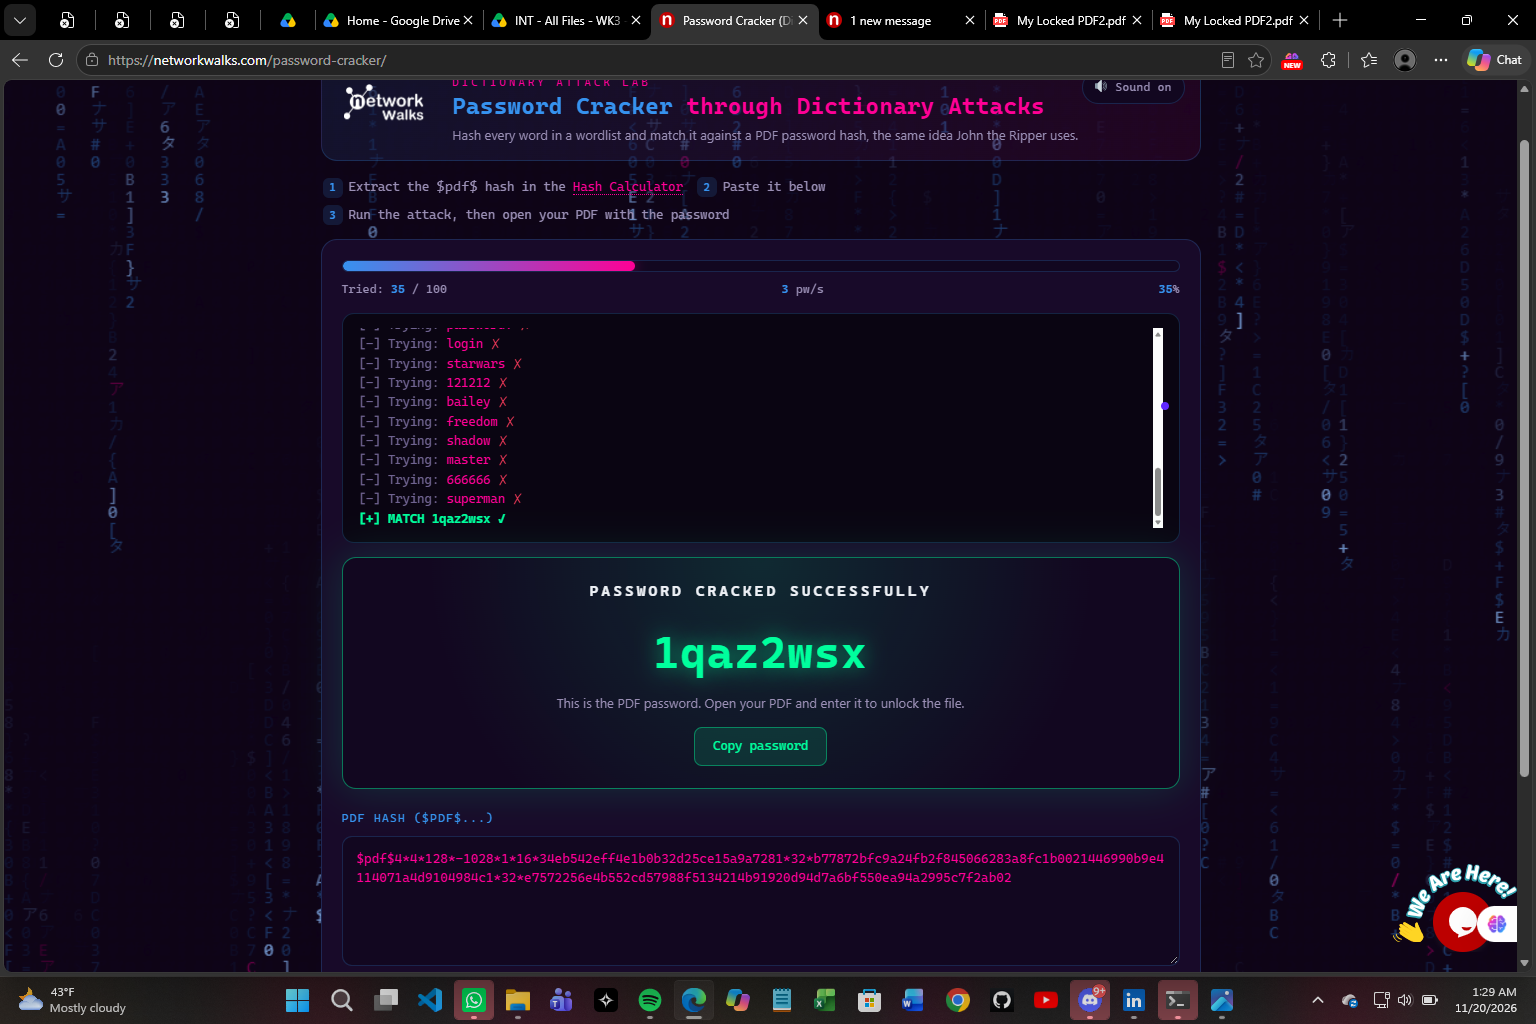 Home - Google Drive
INT - All Files - WK3
Password Cracker (Di
1 new message
My Locked PDF2.pdf
My Locked PDF2.pdf
https://networkwalks.com/password-cracker/
NEW
Chat
network
Walks
DICTIONARY ATTACK LAB
Password Cracker through Dictionary Attacks
Sound on
Hash every word in a wordlist and match it against a PDF password hash, the same idea John the Ripper uses.
1 Extract the $pdf$ hash in the Hash Calculator 2 Paste it below
3 Run the attack, then open your PDF with the password
Tried: 35 / 100 3 pw/s 35%
[-] Trying: login ✗
[-] Trying: starwars ✗
[-] Trying: 121212 ✗
[-] Trying: bailey ✗
[-] Trying: freedom ✗
[-] Trying: shadow ✗
[-] Trying: master ✗
[-] Trying: 666666 ✗
[-] Trying: superman ✗
[+] MATCH 1qaz2wsx ✓
PASSWORD CRACKED SUCCESSFULLY
1qaz2wsx
This is the PDF password. Open your PDF and enter it to unlock the file.
Copy password
PDF HASH ($PDF$...)
$pdf$4*4*128*-1028*1*16*34eb542eff4e1b0b32d25ce15a9a7281*32*b77872bfc9a24fb2f845066283a8fc1b0021446990b9e4
114071a4d9104984c1*32*e7572256e4b552cd57988f5134214b91920d94d7a6bf550ea94a2995c7f2ab02
We Are Here!
43°F
Mostly cloudy
9+
1:29 AM
11/20/2026